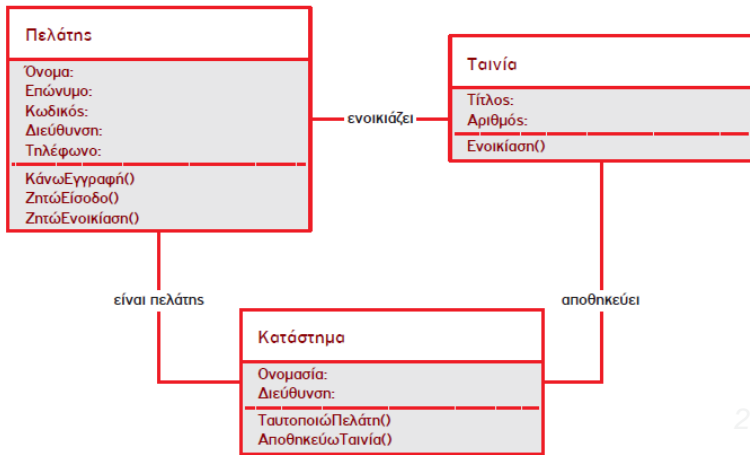 Πελάτης
Όνομα:
Επώνυμο:
Κωδικός:
Διεύθυνση:
Τηλέφωνο:
ΚάνωΕγγραφή()
ΖητώΕίσοδο()
ΖητώΕνοικίαση()
ενοικιάζει
Ταινία
Τίτλος:
Αριθμός:
Ενοικίαση()
είναι πελάτης
αποθηκεύει
Κατάστημα
Ονομασία:
Διεύθυνση:
ΤαυτοποιώΠελάτη()
ΑποθηκεύωΤαινία()
2